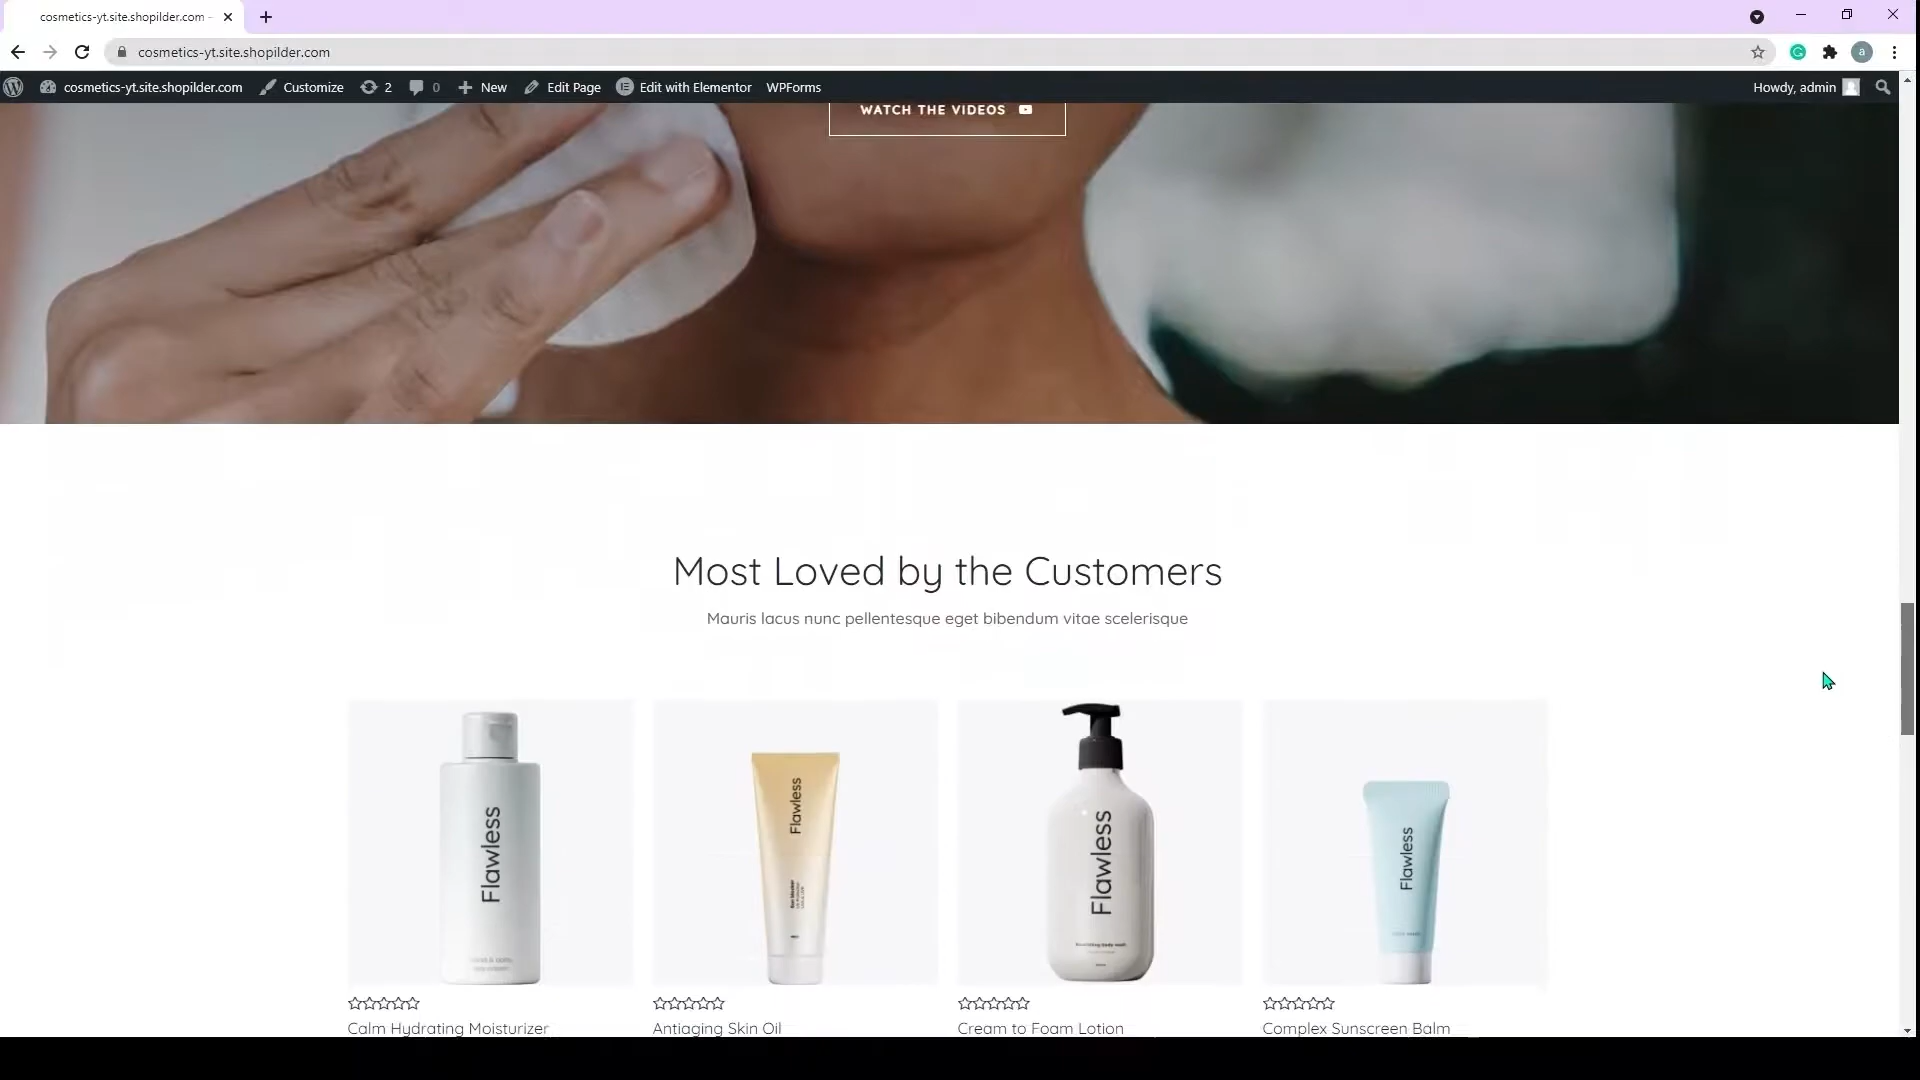 cosmetics-yt.site.shopilder.com -
cosmetics-yt.site.shopilder.com
cosmetics-yt.site.shopilder.com
Customize
2
0
New
Edit Page
Edit with Elementor
WPForms
Howdy, admin
a
WATCH THE VIDEOS
Most Loved by the Customers
Mauris lacus nunc pellentesque eget bibendum vitae scelerisque
Flawless
Flawless
Flawless
Flawless
Calm Hydrating Moisturizer
Antiaging Skin Oil
Cream to Foam Lotion
Complex Sunscreen Balm